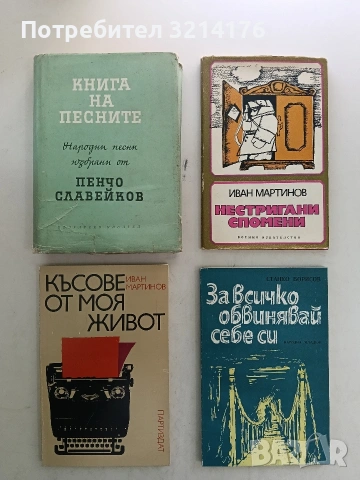 Потребител 3214176
КНИГА
НА
ПЕСНИТЕ
Народни песни
избрани от
ПЕНЧО
СЛАВЕЙКОВ
ИВАН МАРТИНОВ
НЕСТРИГАНИ
СПОМЕНИ
КЪСОВЕ
ОТ МОЯ
ЖИВОТ
ИВАН
МАРТИНОВ
ПАРТИЗДАТ
За всичко
обвинявай
себе си
BAZAR